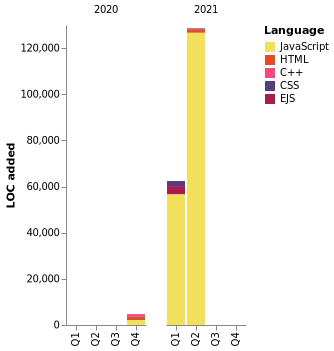 2020 2021
Language
JavaScript
HTML
C++
CSS
EJS
LOC added
120,000
100,000
80,000
60,000
40,000
20,000
0
Q1 Q2 Q3 Q4 Q1 Q2 Q3 Q4